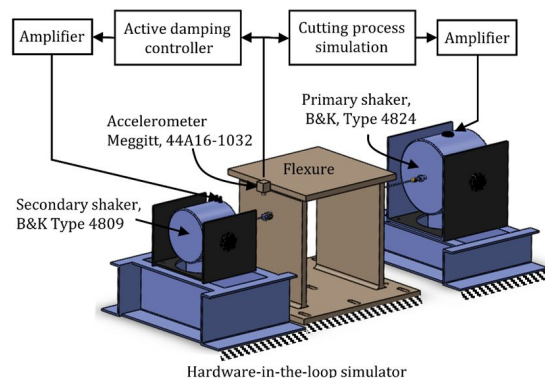 Amplifier
Active damping
controller
Cutting process
simulation
Amplifier
Accelerometer
Meggitt, 44A16-1032
Primary shaker,
B&K, Type 4824
Flexure
Secondary shaker,
B&K Type 4809
Hardware-in-the-loop simulator